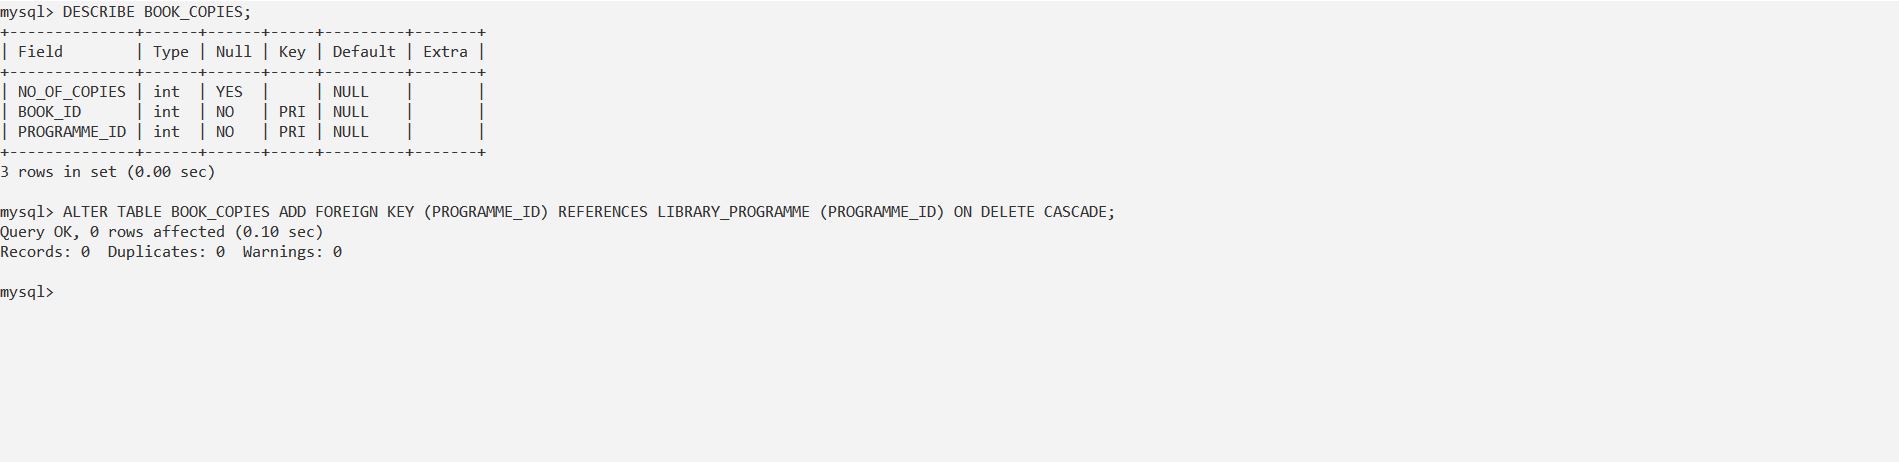 mysql> DESCRIBE BOOK_COPIES;
+--------------+------+------+-----+---------+-------+
| Field        | Type | Null | Key | Default | Extra |
+--------------+------+------+-----+---------+-------+
| NO_OF_COPIES | int  | YES  |     | NULL    |       |
| BOOK_ID      | int  | NO   | PRI | NULL    |       |
| PROGRAMME_ID | int  | NO   | PRI | NULL    |       |
+--------------+------+------+-----+---------+-------+
3 rows in set (0.00 sec)
mysql> ALTER TABLE BOOK_COPIES ADD FOREIGN KEY (PROGRAMME_ID) REFERENCES LIBRARY_PROGRAMME (PROGRAMME_ID) ON DELETE CASCADE;
Query OK, 0 rows affected (0.10 sec)
Records: 0  Duplicates: 0  Warnings: 0
mysql>